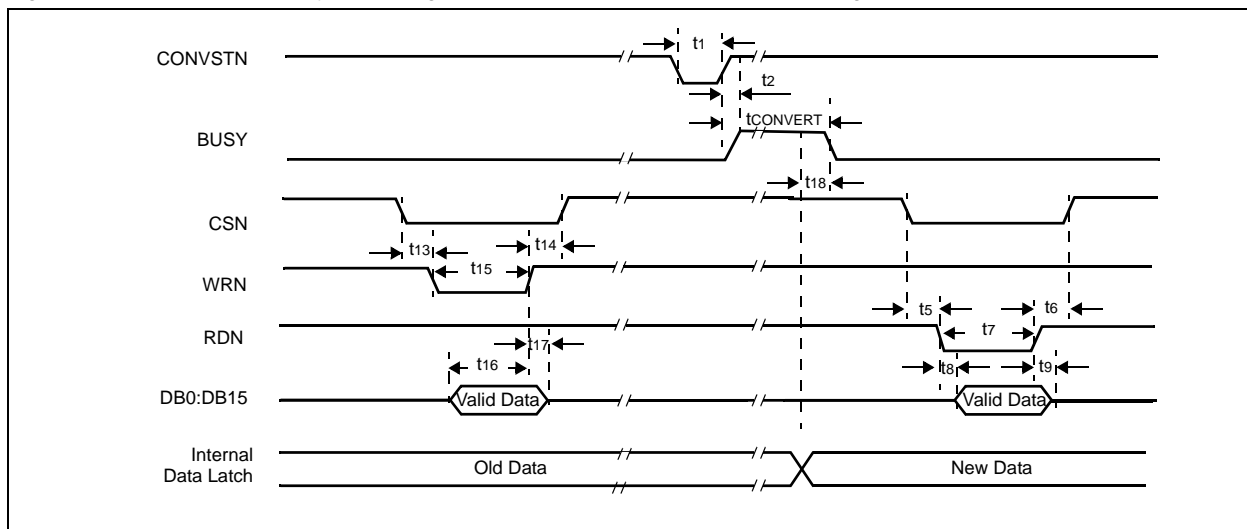 CONVSTN
t1
t2
BUSY
tCONVERT
t18
CSN
t13
t14
WRN
t15
t5
t6
RDN
t17
t7
t16
t8
t9
DB0:DB15
Valid Data
Valid Data
Internal
Data Latch
Old Data
New Data